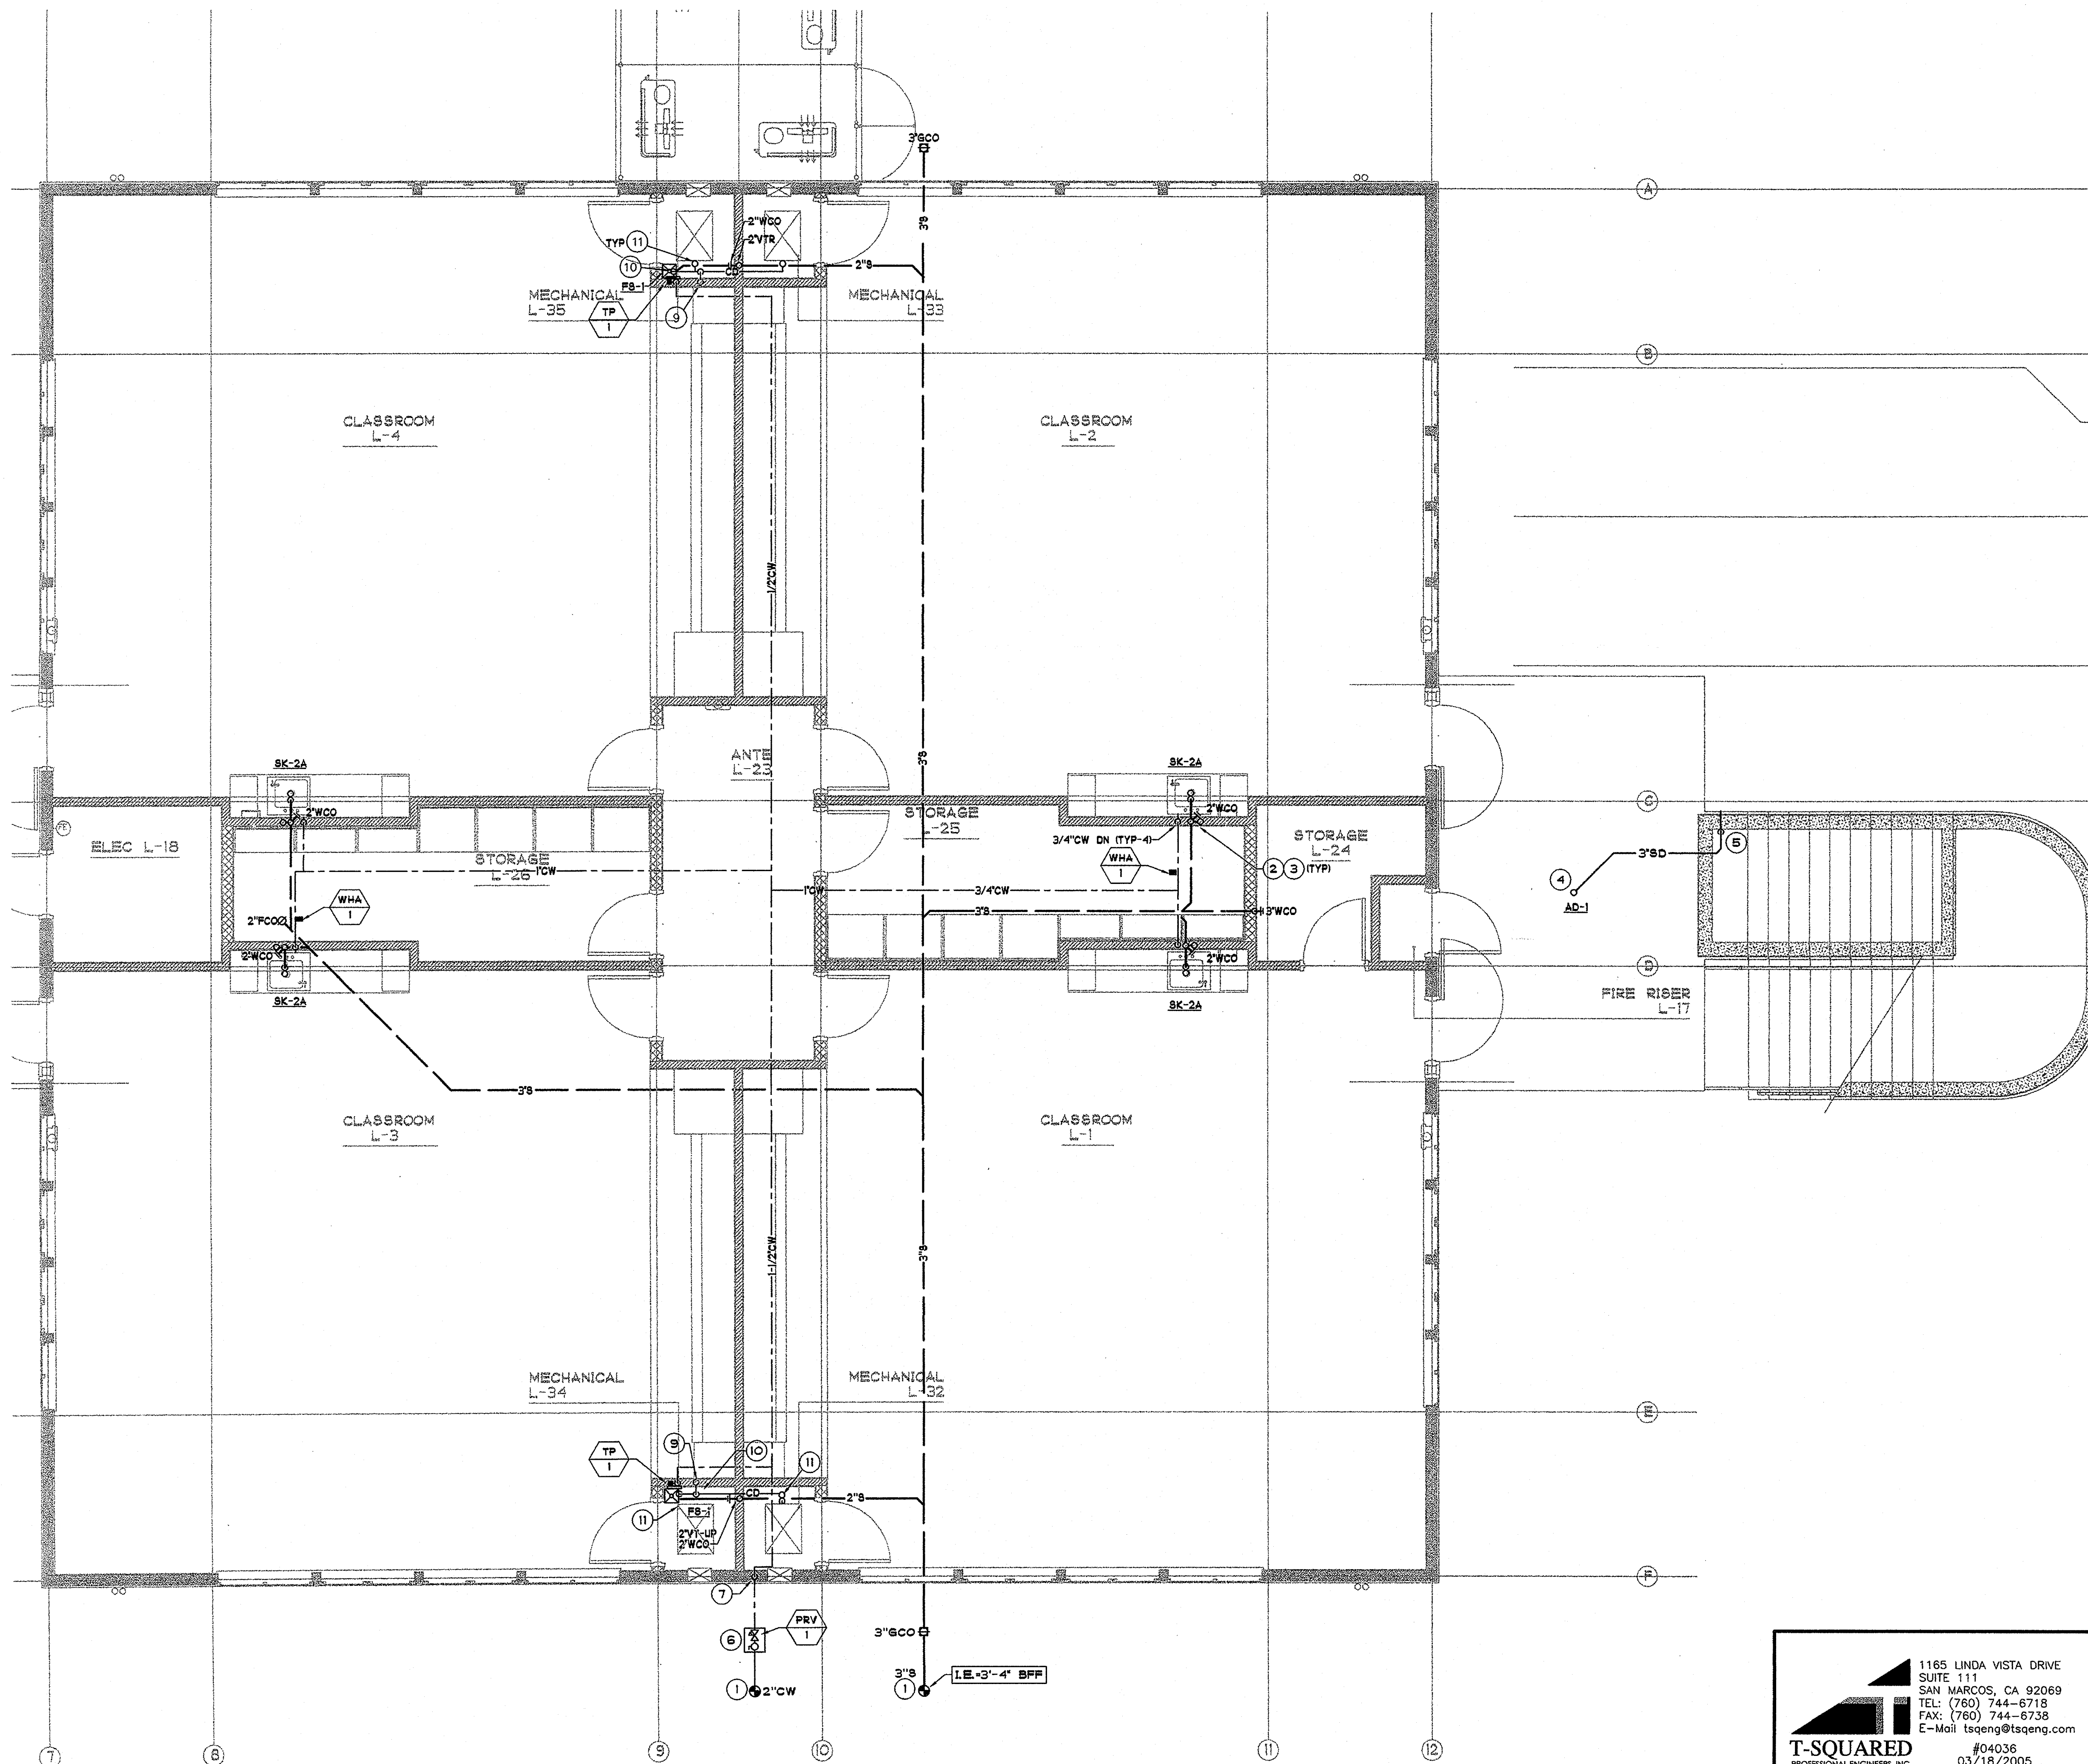 3"GCO
A
3"S
2"WCO
2"VTR
TYP 11
10
CD
2"S
FS-1
MECHANICAL
L-35
TP
1
9
MECHANICAL
L-33
B
CLASSROOM
L-4
CLASSROOM
L-2
1/2"CW
3"S
ANTE
L-23
SK-2A
SK-2A
C
2"WCO
2"WCO
STORAGE
L-25
STORAGE
L-24
FE
ELEC L-18
3/4"CW DN (TYP-4)
5
3"SD
STORAGE
L-26
1"CW
WHA
1
2 3 (TYP)
4
AD-1
1"CW
3/4"CW
WHA
1
2"FCO
3"S
3"WCO
2"WCO
2"WCO
D
SK-2A
SK-2A
FIRE RISER
L-17
3"S
CLASSROOM
L-3
CLASSROOM
L-1
1-1/2"CW
3"S
MECHANICAL
L-34
MECHANICAL
L-32
E
TP
1
9
10
11
CD
2"S
11
FS-1
2"VT-UP
2"WCO
F
7
6
PRV
1
3"GCO
3"S
I.E.=3'-4" BFF
1
2"CW
1
7
8
9
10
11
12
1165 LINDA VISTA DRIVE
SUITE 111
SAN MARCOS, CA 92069
TEL: (760) 744-6718
FAX: (760) 744-6738
E-Mail tsqeng@tsqeng.com
T-SQUARED
PROFESSIONAL ENGINEERS, INC.
#04036
03/18/2005